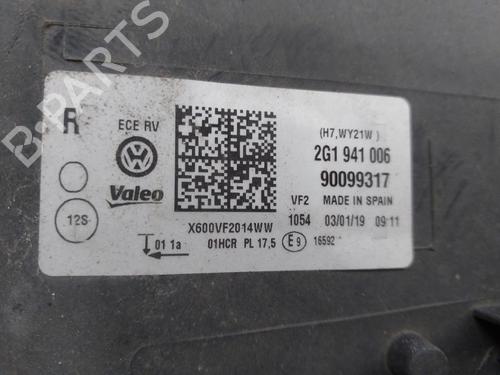 R
ECE RV
Valeo
12S
X600VF2014WW
01 1a
01HCR PL 17,5
(H7,WY21W )
2G1 941 006
90099317
VF2 MADE IN SPAIN
1054 03/01/19 09:11
E9 16592
B-Parts